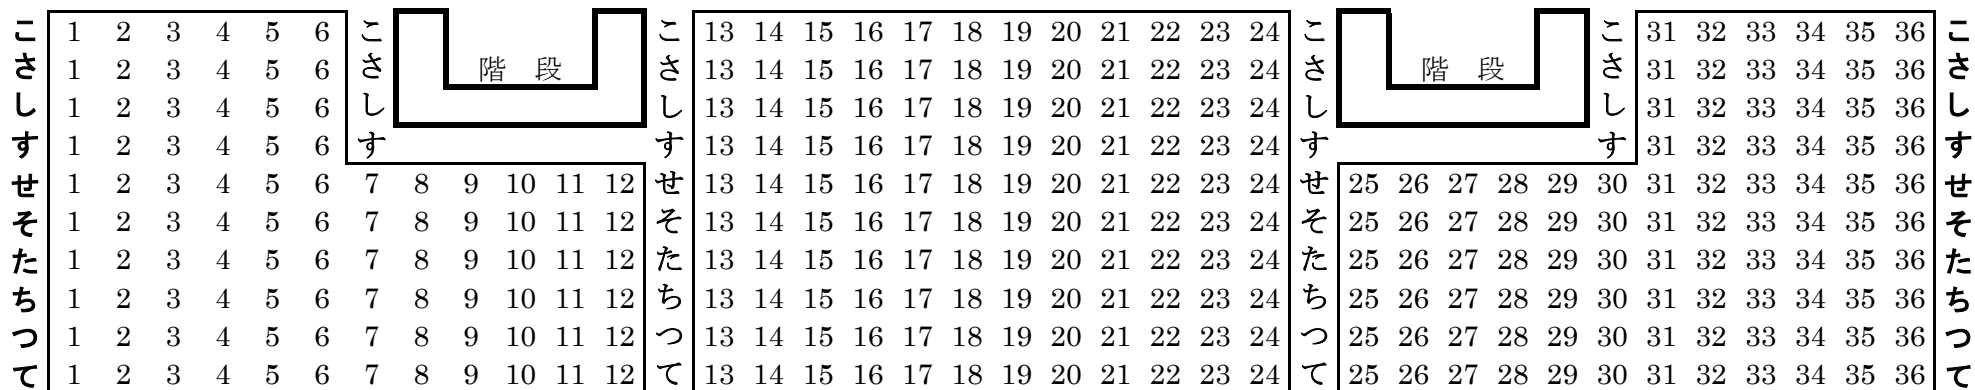 こ 1 2 3 4 5 6 こ こ 13 14 15 16 17 18 19 20 21 22 23 24 こ こ 31 32 33 34 35 36 こ
さ 1 2 3 4 5 6 さ 階 段 さ 13 14 15 16 17 18 19 20 21 22 23 24 さ 階 段 さ 31 32 33 34 35 36 さ
し 1 2 3 4 5 6 し し 13 14 15 16 17 18 19 20 21 22 23 24 し し 31 32 33 34 35 36 し
す 1 2 3 4 5 6 す す 13 14 15 16 17 18 19 20 21 22 23 24 す す 31 32 33 34 35 36 す
せ 1 2 3 4 5 6 7 8 9 10 11 12 せ 13 14 15 16 17 18 19 20 21 22 23 24 せ 25 26 27 28 29 30 31 32 33 34 35 36 せ
そ 1 2 3 4 5 6 7 8 9 10 11 12 そ 13 14 15 16 17 18 19 20 21 22 23 24 そ 25 26 27 28 29 30 31 32 33 34 35 36 そ
た 1 2 3 4 5 6 7 8 9 10 11 12 た 13 14 15 16 17 18 19 20 21 22 23 24 た 25 26 27 28 29 30 31 32 33 34 35 36 た
ち 1 2 3 4 5 6 7 8 9 10 11 12 ち 13 14 15 16 17 18 19 20 21 22 23 24 ち 25 26 27 28 29 30 31 32 33 34 35 36 ち
つ 1 2 3 4 5 6 7 8 9 10 11 12 つ 13 14 15 16 17 18 19 20 21 22 23 24 つ 25 26 27 28 29 30 31 32 33 34 35 36 つ
て 1 2 3 4 5 6 7 8 9 10 11 12 て 13 14 15 16 17 18 19 20 21 22 23 24 て 25 26 27 28 29 30 31 32 33 34 35 36 て